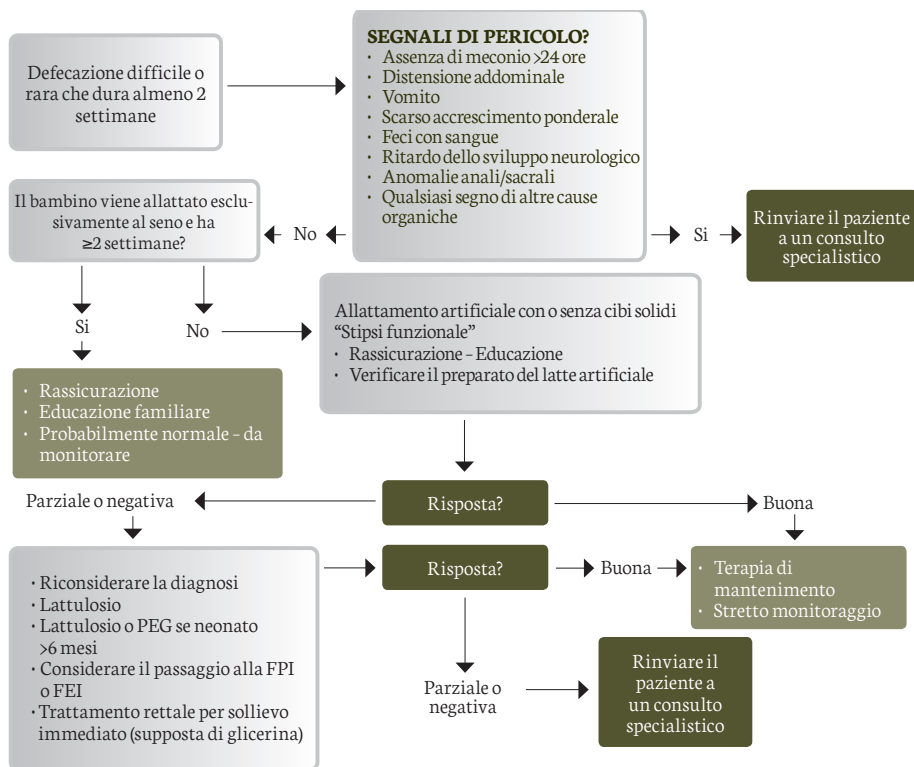 Defecazione difficile o
rara che dura almeno 2
settimane
SEGNALI DI PERICOLO?
· Assenza di meconio >24 ore
· Distensione addominale
· Vomito
· Scarso accrescimento ponderale
· Feci con sangue
· Ritardo dello sviluppo neurologico
· Anomalie anali/sacrali
· Qualsiasi segno di altre cause
organiche
Il bambino viene allattato esclu-
sivamente al seno e ha
≥2 settimane?
No
Si
Rinviare il paziente
a un consulto
specialistico
Si
No
Allattamento artificiale con o senza cibi solidi
“Stipsi funzionale”
· Rassicurazione – Educazione
· Verificare il preparato del latte artificiale
· Rassicurazione
· Educazione familiare
· Probabilmente normale – da
monitorare
Parziale o negativa
Risposta?
Buona
· Riconsiderare la diagnosi
· Lattulosio
· Lattulosio o PEG se neonato
>6 mesi
· Considerare il passaggio alla FPI
o FEI
· Trattamento rettale per sollievo
immediato (supposta di glicerina)
Risposta?
Buona
· Terapia di
mantenimento
· Stretto monitoraggio
Parziale o
negativa
Rinviare il
paziente a
un consulto
specialistico